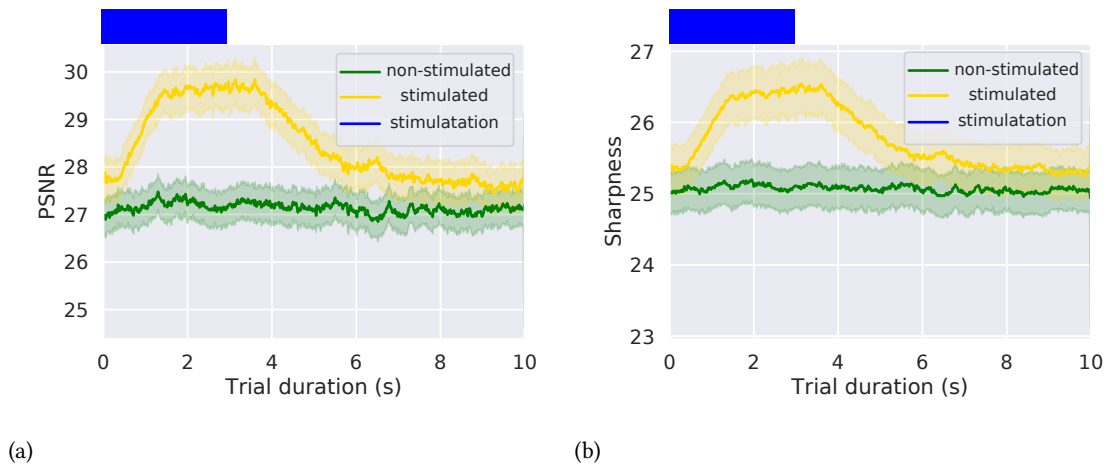 30
29
28
27
26
25
PSNR
non-stimulated
stimulated
stimulatation
0 2 4 6 8 10
Trial duration (s)
(a)
27
26
25
24
23
Sharpness
non-stimulated
stimulated
stimulatation
0 2 4 6 8 10
Trial duration (s)
(b)